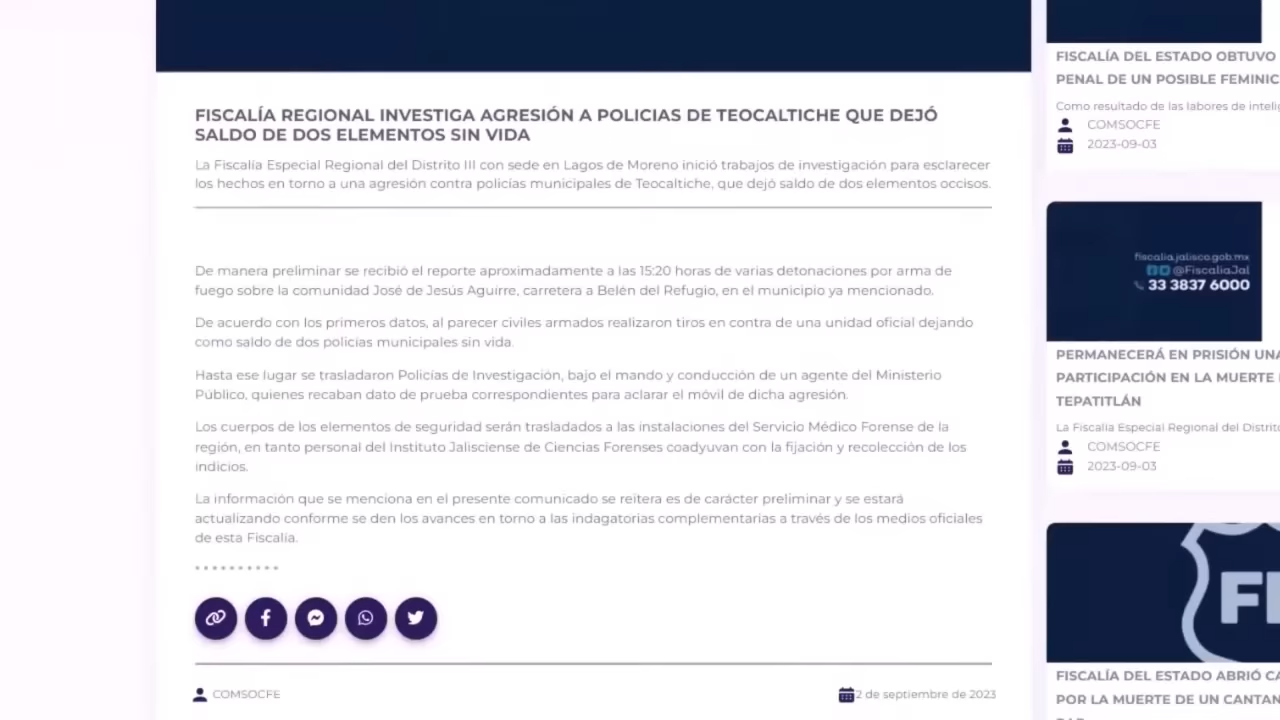 FISCALÍA REGIONAL INVESTIGA AGRESIÓN A POLICIAS DE TEOCALTICHE QUE DEJÓ
SALDO DE DOS ELEMENTOS SIN VIDA
La Fiscalía Especial Regional del Distrito III con sede en Lagos de Moreno inició trabajos de investigación para esclarecer
los hechos en torno a una agresión contra policías municipales de Teocaltiche, que dejó saldo de dos elementos occisos.
De manera preliminar se recibió el reporte aproximadamente a las 15:20 horas de varias detonaciones por arma de
fuego sobre la comunidad José de Jesús Aguirre, carretera a Belén del Refugio, en el municipio ya mencionado.
De acuerdo con los primeros datos, al parecer civiles armados realizaron tiros en contra de una unidad oficial dejando
como saldo de dos policías municipales sin vida.
Hasta ese lugar se trasladaron Policías de Investigación, bajo el mando y conducción de un agente del Ministerio
Público, quienes recaban dato de prueba correspondientes para aclarar el móvil de dicha agresión.
Los cuerpos de los elementos de seguridad serán trasladados a las instalaciones del Servicio Médico Forense de la
región, en tanto personal del Instituto Jalisciense de Ciencias Forenses coadyuvan con la fijación y recolección de los
indicios.
La información que se menciona en el presente comunicado se reitera es de carácter preliminar y se estará
actualizando conforme se den los avances en torno a las indagatorias complementarias a través de los medios oficiales
de esta Fiscalía.
COMSOCFE
2 de septiembre de 2023
FISCALÍA DEL ESTADO OBTUVO
PENAL DE UN POSIBLE FEMINIC
Como resultado de las labores de intelig
COMSOCFE
2023-09-03
fiscalia.jalisco.gob.mx
@FiscaliaJal
33 3837 6000
PERMANECERÁ EN PRISIÓN UNA
PARTICIPACIÓN EN LA MUERTE
TEPATITLÁN
La Fiscalía Especial Regional del Distrito
COMSOCFE
2023-09-03
FI
FISCALÍA DEL ESTADO ABRIÓ CA
POR LA MUERTE DE UN CANTAN